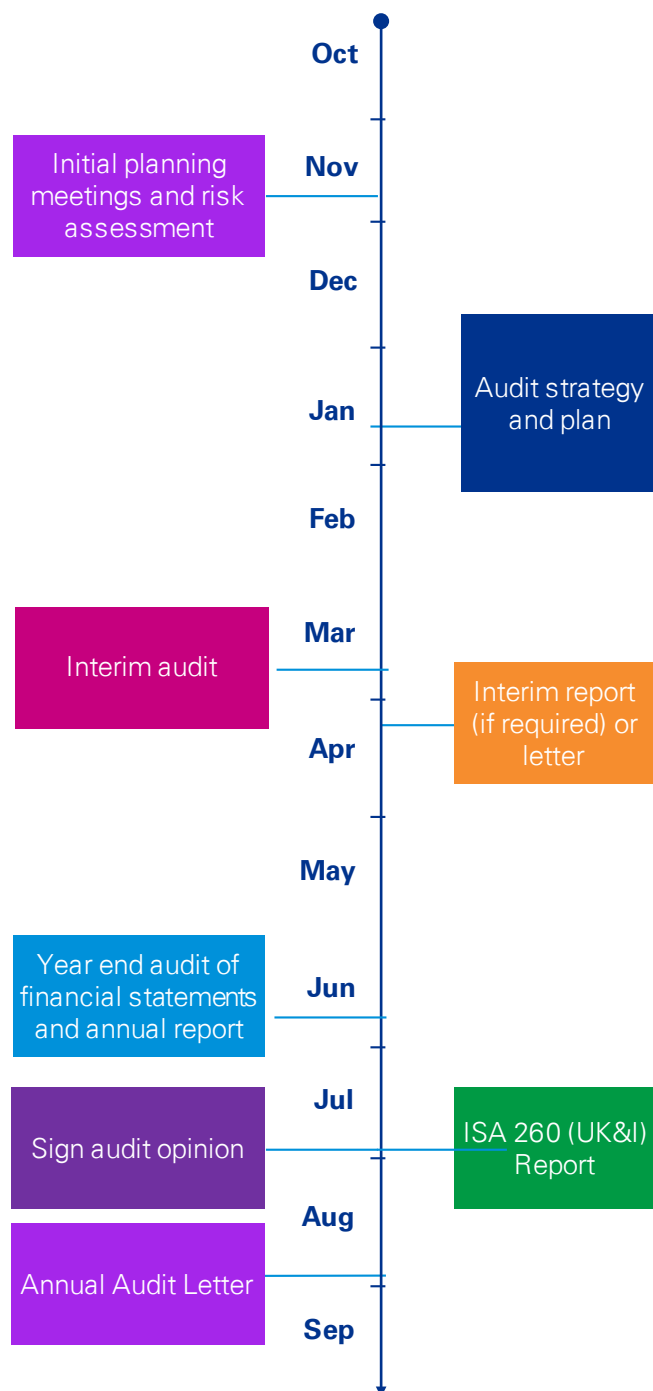 Oct
Initial planning
meetings and risk
assessment
Nov
Dec
Audit strategy
and plan
Jan
Feb
Interim audit
Mar
Interim report
(if required) or
letter
Apr
May
Year end audit of
financial statements
and annual report
Jun
Jul
Sign audit opinion
ISA 260 (UK&I)
Report
Aug
Annual Audit Letter
Sep